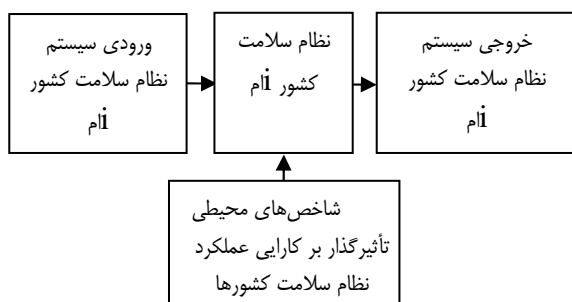 ورودی سیستم
نظام سلامت کشور
iام
نظام سلامت
کشور iام
خروجی سیستم
نظام سلامت کشور
iام
شاخص‌های محیطی
تأثیرگذار بر کارایی عملکرد
نظام سلامت کشورها